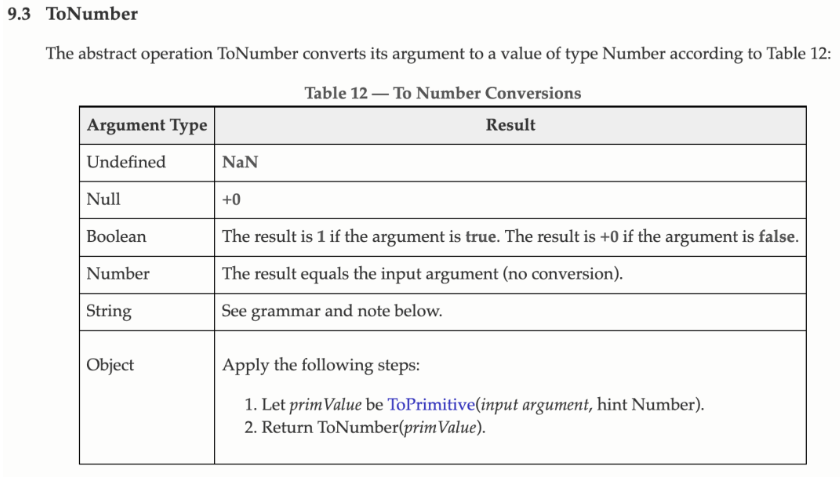 9.3 ToNumber
The abstract operation ToNumber converts its argument to a value of type Number according to Table 12:
Table 12 — To Number Conversions
Argument Type Result
Undefined NaN
Null +0
Boolean The result is 1 if the argument is true. The result is +0 if the argument is false.
Number The result equals the input argument (no conversion).
String See grammar and note below.
Object Apply the following steps:
1. Let primValue be ToPrimitive(input argument, hint Number).
2. Return ToNumber(primValue).